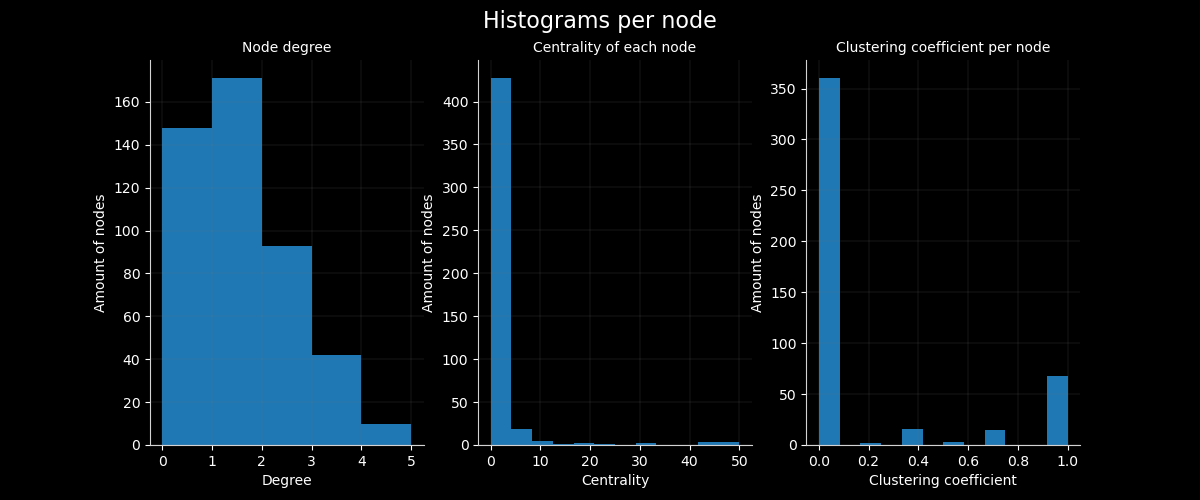 Histograms per node
Node degree
160
140
120
100
80
60
40
20
0
Amount of nodes
0 1 2 3 4 5
Degree
Centrality of each node
400
350
300
250
200
150
100
50
0
Amount of nodes
0 10 20 30 40 50
Centrality
Clustering coefficient per node
350
300
250
200
150
100
50
0
Amount of nodes
0.0 0.2 0.4 0.6 0.8 1.0
Clustering coefficient